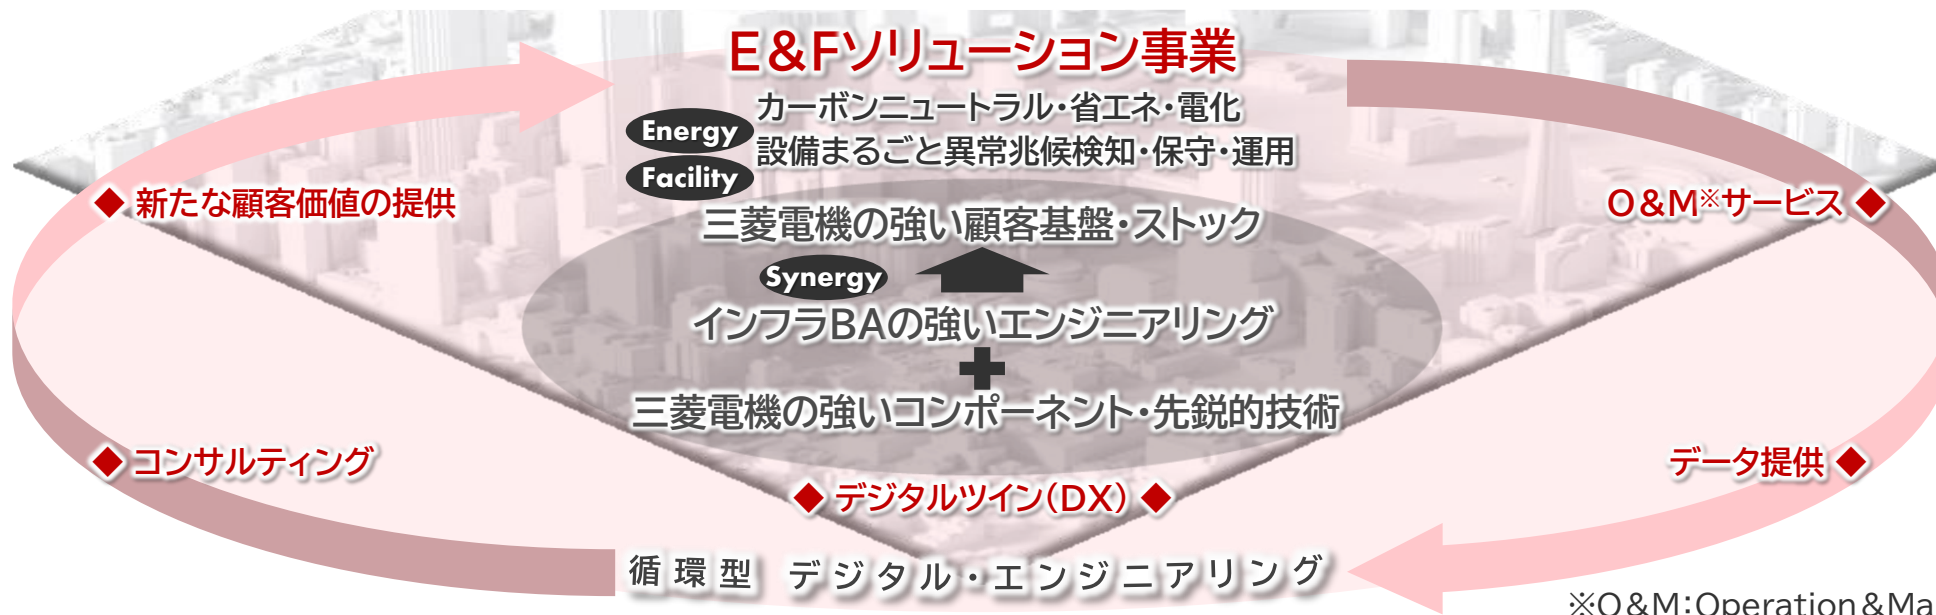 E&Fソリューション事業
Energy
カーボンニュートラル・省エネ・電化
Facility
設備まるごと異常兆候検知・保守・運用
◆ 新たな顧客価値の提供
O&M※サービス ◆
三菱電機の強い顧客基盤・ストック
Synergy
インフラBAの強いエンジニアリング
+
三菱電機の強いコンポーネント・先鋭的技術
◆ コンサルティング
データ提供 ◆
◆ デジタルツイン(DX) ◆
循環型 デジタル・エンジニアリング
※O&M:Operation&Ma